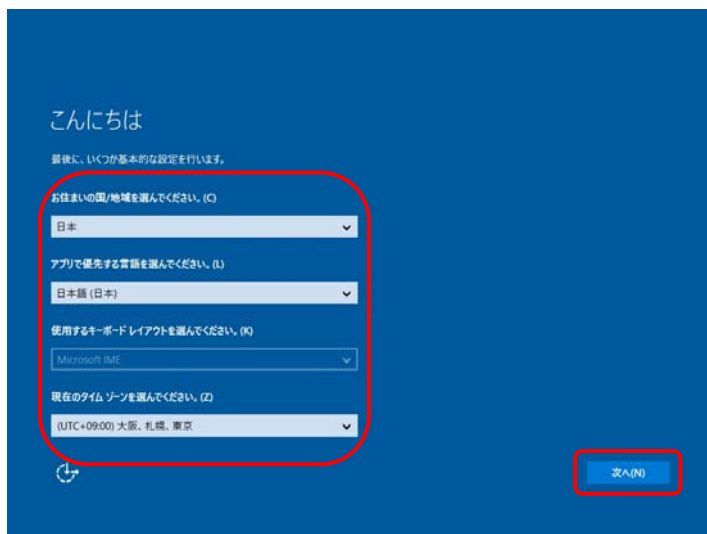 こんにちは
最後に、いくつか基本的な設定を行います。
お住まいの国/地域を選んでください。(C)
日本
アプリで優先する言語を選んでください。(L)
日本語 (日本)
使用するキーボード レイアウトを選んでください。(K)
Microsoft IME
現在のタイム ゾーンを選んでください。(Z)
(UTC+09:00) 大阪、札幌、東京
次へ(N)